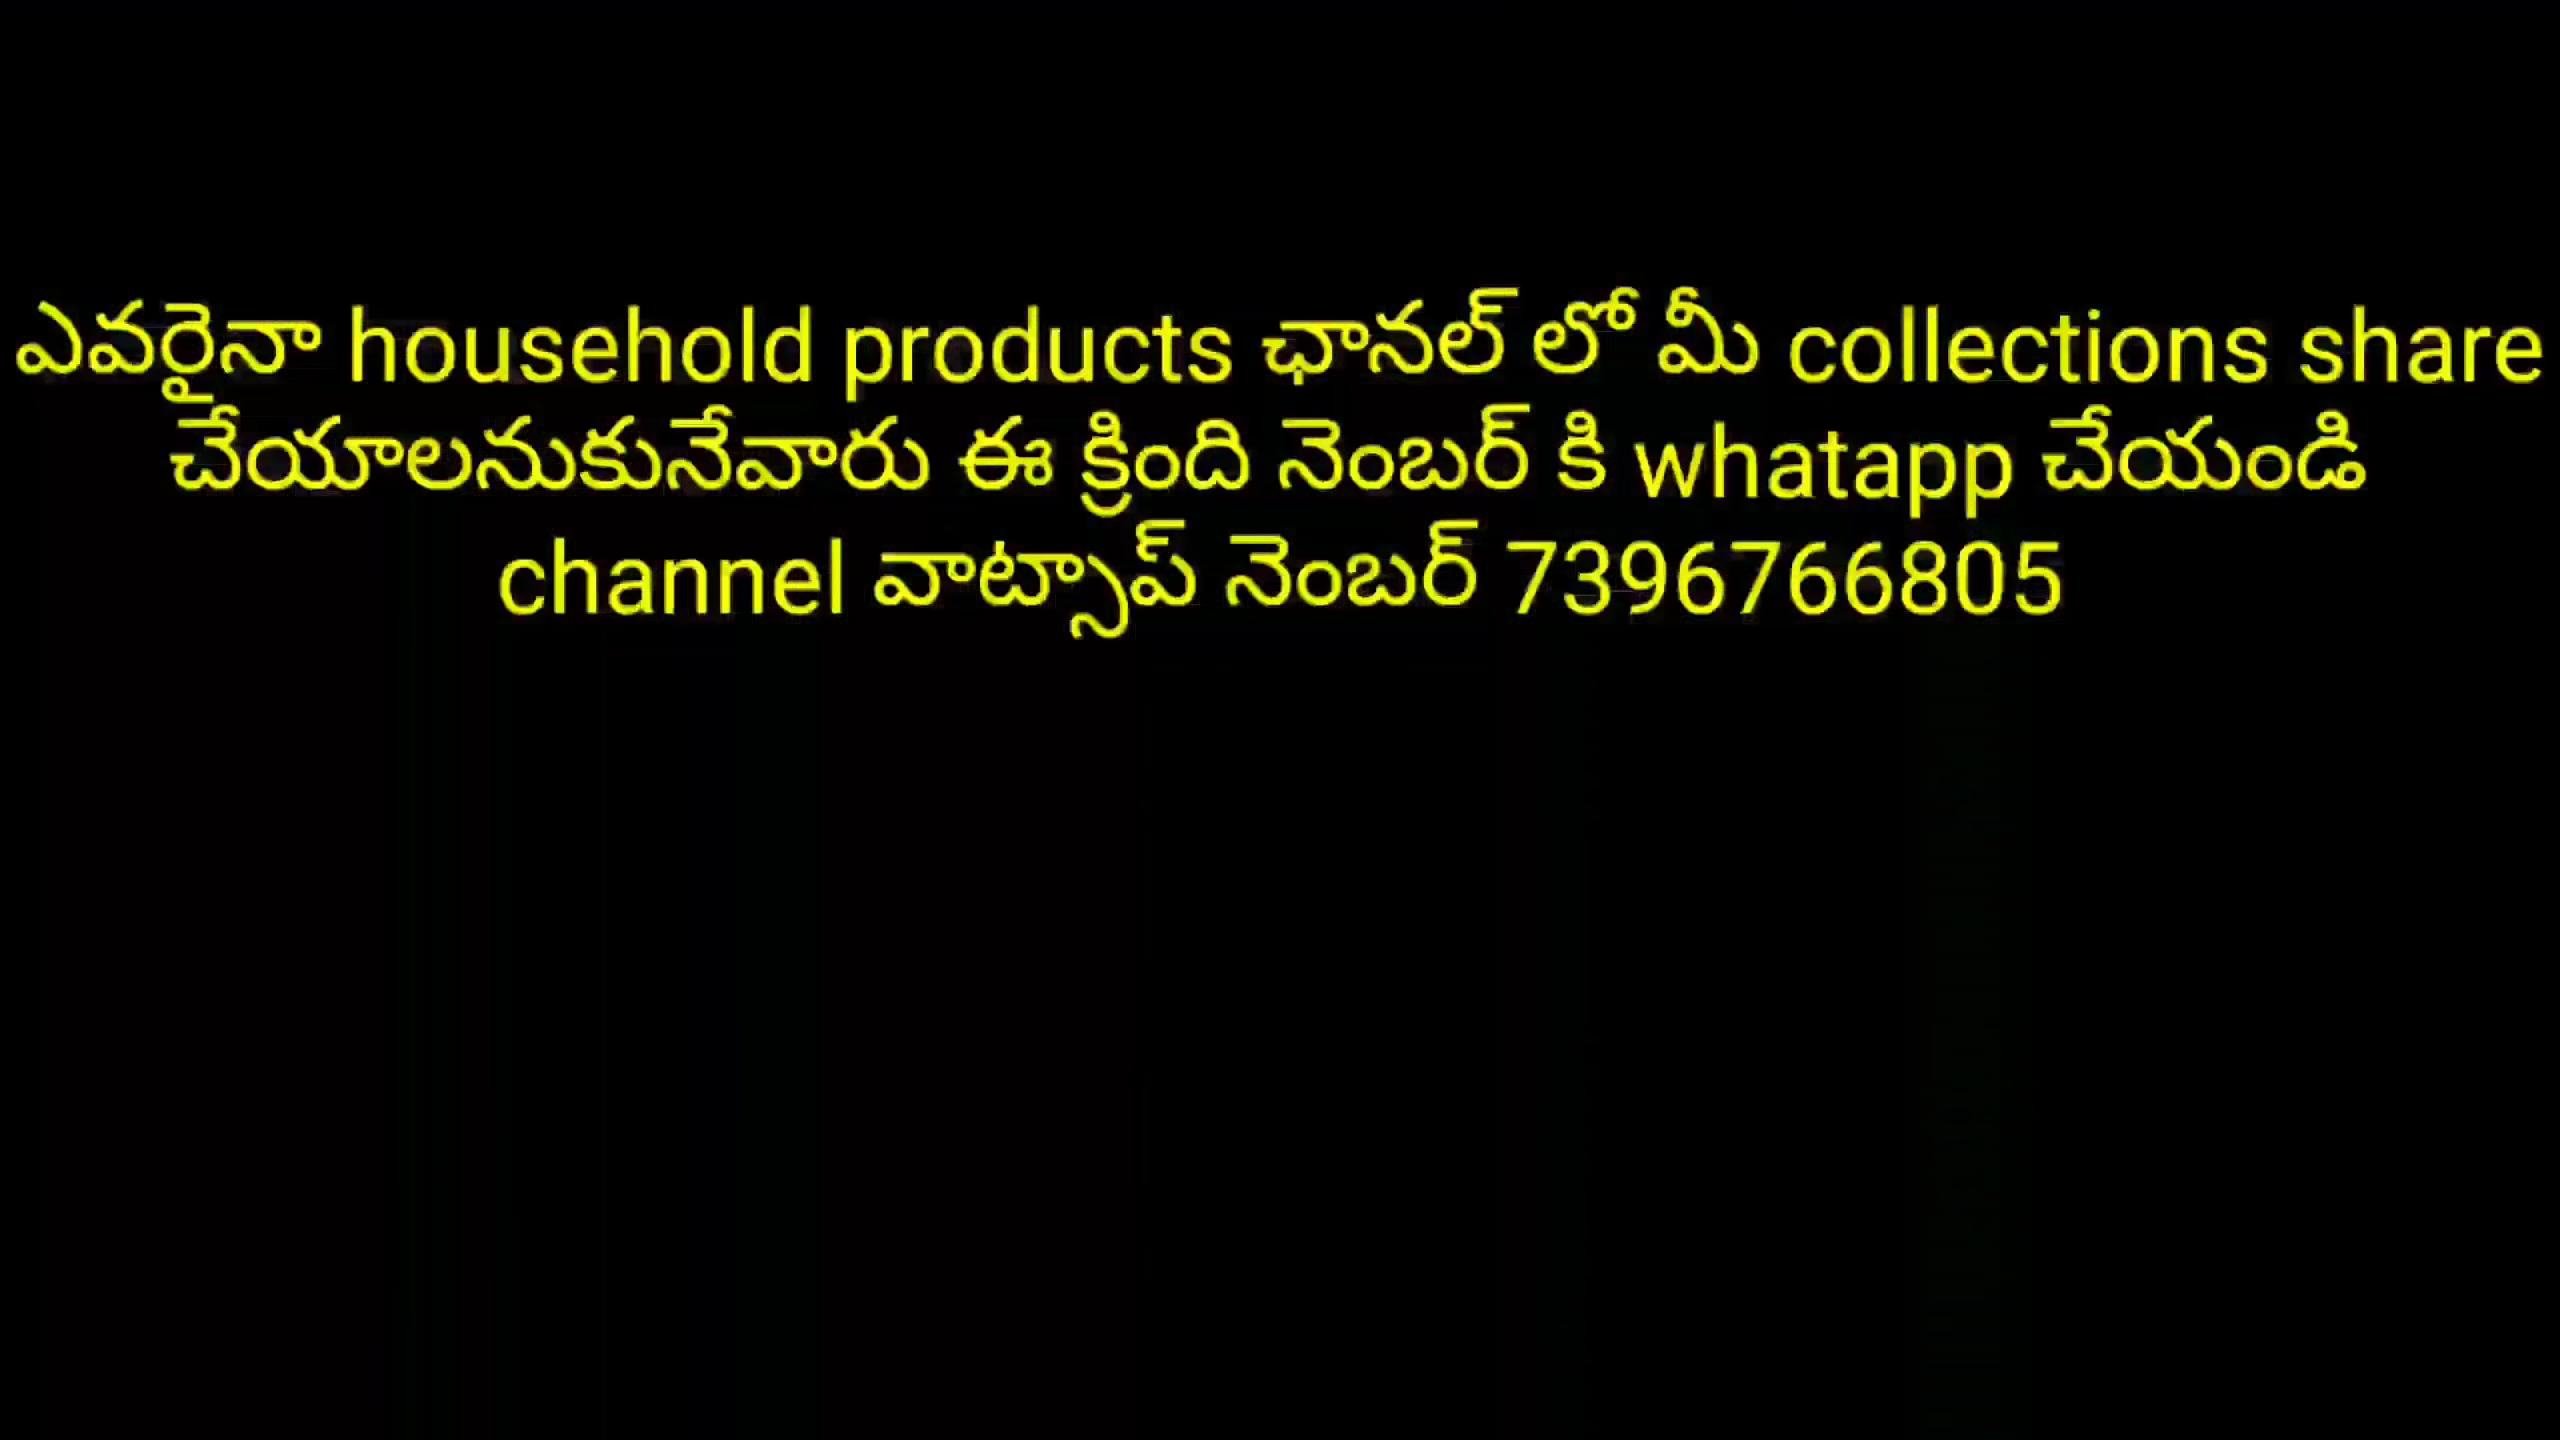 ఎవరైనా household products ఛానల్ లో మీ collections share
చేయాలనుకునేవారు ఈ క్రింది నెంబర్ కి whatapp చేయండి
channel వాట్సాప్ నెంబర్ 7396766805